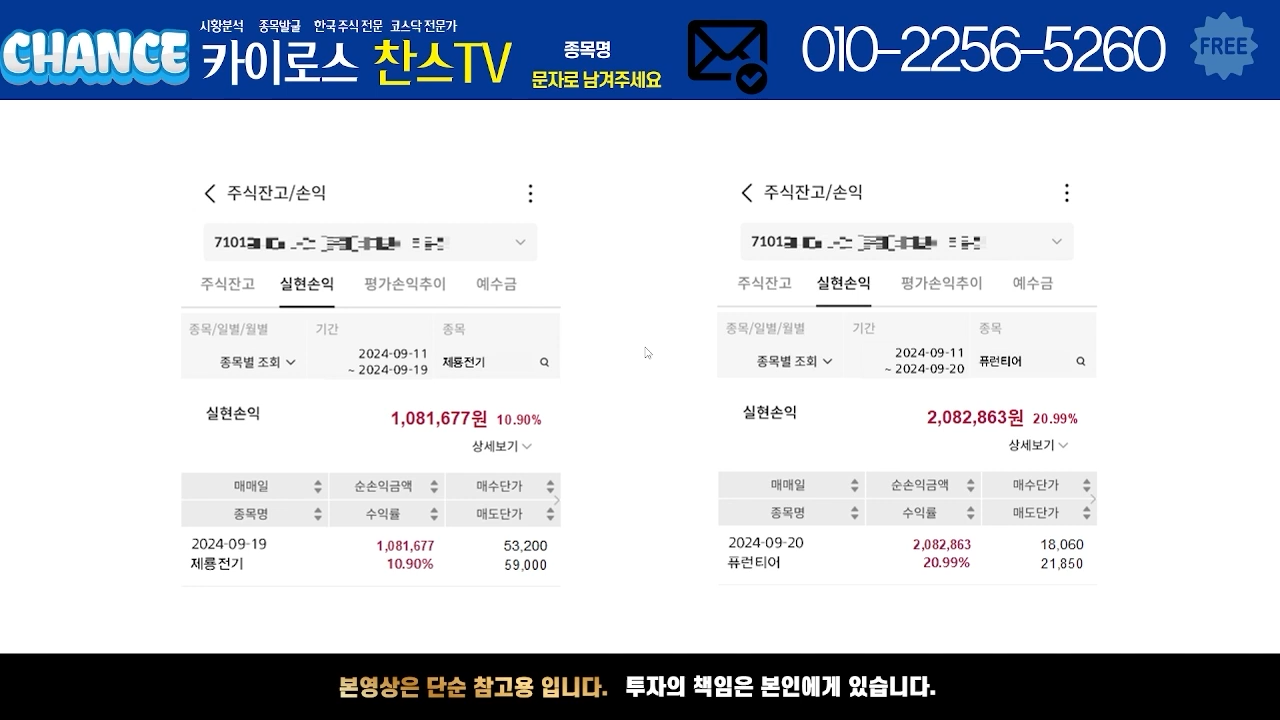 CHANCE
시황분석 종목발굴 한국 주식 전문 코스닥 전문가
카이로스 찬스TV
종목명
문자로 남겨주세요
010-2256-5260
FREE
주식잔고/손익
7101
주식잔고 실현손익 평가손익추이 예수금
종목/일별/월별 기간 종목
종목별 조회 2024-09-11 ~ 2024-09-19 제룡전기
실현손익 1,081,677원 10.90%
상세보기
매매일 순손익금액 매수단가
종목명 수익률 매도단가
2024-09-19 1,081,677 53,200
제룡전기 10.90% 59,000
주식잔고/손익
7101
주식잔고 실현손익 평가손익추이 예수금
종목/일별/월별 기간 종목
종목별 조회 2024-09-11 ~ 2024-09-20 퓨런티어
실현손익 2,082,863원 20.99%
상세보기
매매일 순손익금액 매수단가
종목명 수익률 매도단가
2024-09-20 2,082,863 18,060
퓨런티어 20.99% 21,850
본영상은 단순 참고용 입니다. 투자의 책임은 본인에게 있습니다.